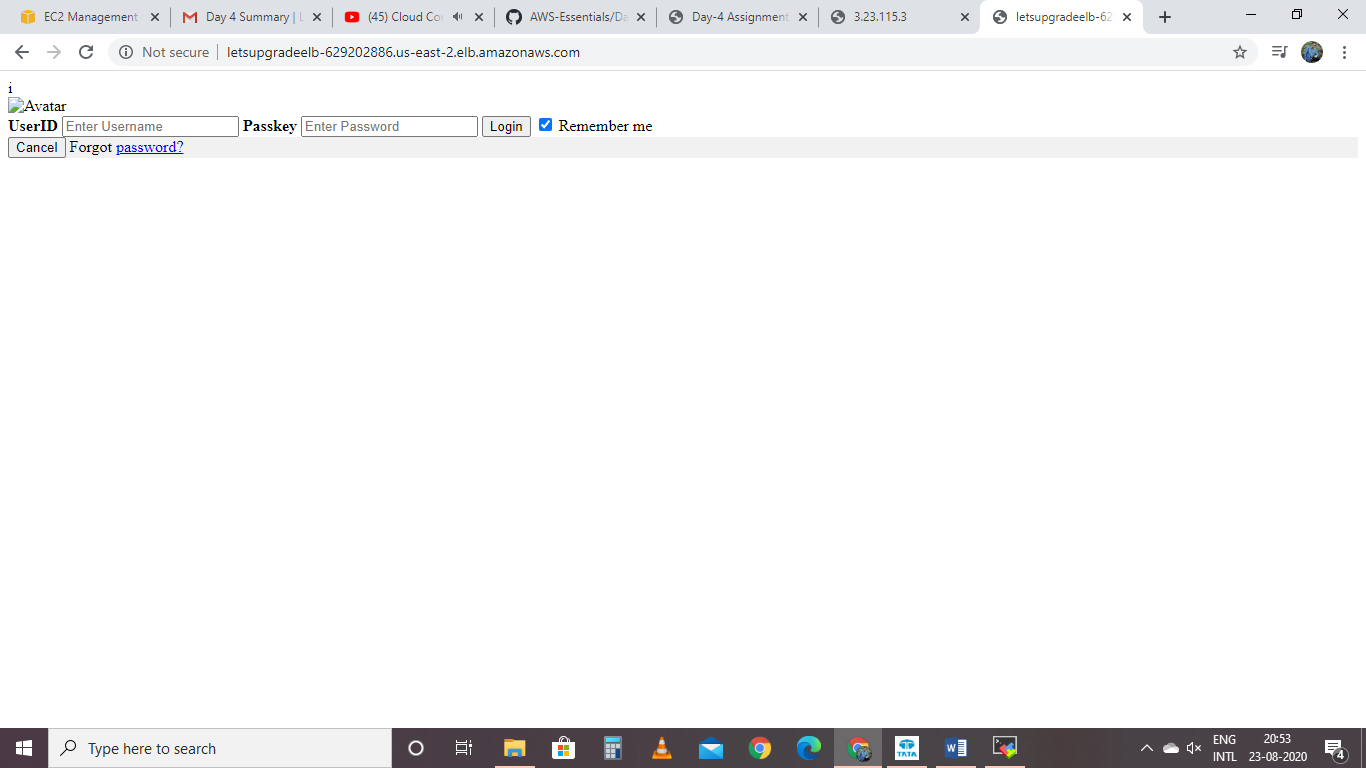 EC2 Management
Day 4 Summary | L
(45) Cloud Co
AWS-Essentials/Da
Day-4 Assignment
3.23.115.3
letsupgradeelb-62
Not secure
letsupgradeelb-629202886.us-east-2.elb.amazonaws.com
i
Avatar
UserID Enter Username Passkey Enter Password Login Remember me
Cancel Forgot password?
Type here to search
TATA
W
ENG
INTL
20:53
23-08-2020
4